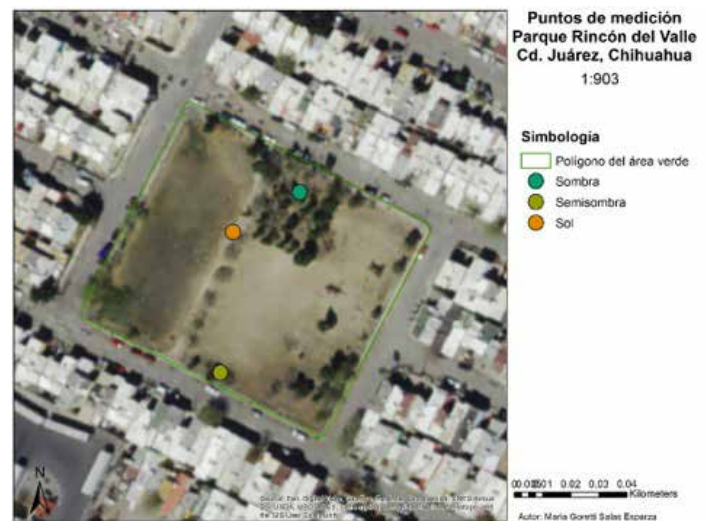 Puntos de medición
Parque Rincón del Valle
Cd. Juárez, Chihuahua
1:903
Simbología
Polígono del área verde
Sombra
Semisombra
Sol
N
0.02 0.03 0.04
Kilometers
Autor: Maria Goretti Salas Esparza